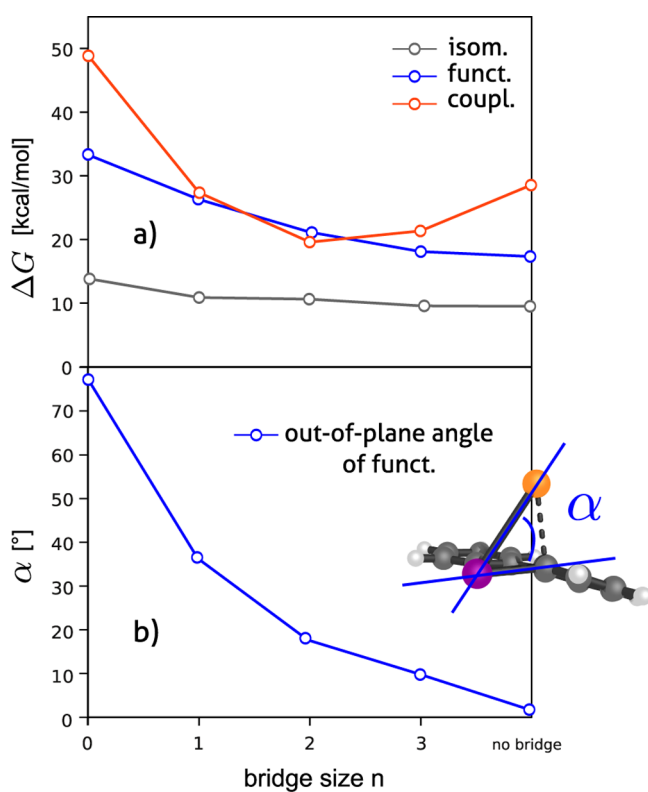 50
40
30
20
10
0
ΔG [kcal/mol]
isom.
funct.
coupl.
a)
70
60
50
40
30
20
10
0
α [°]
out-of-plane angle
of funct.
α
b)
0 1 2 3 no bridge
bridge size n